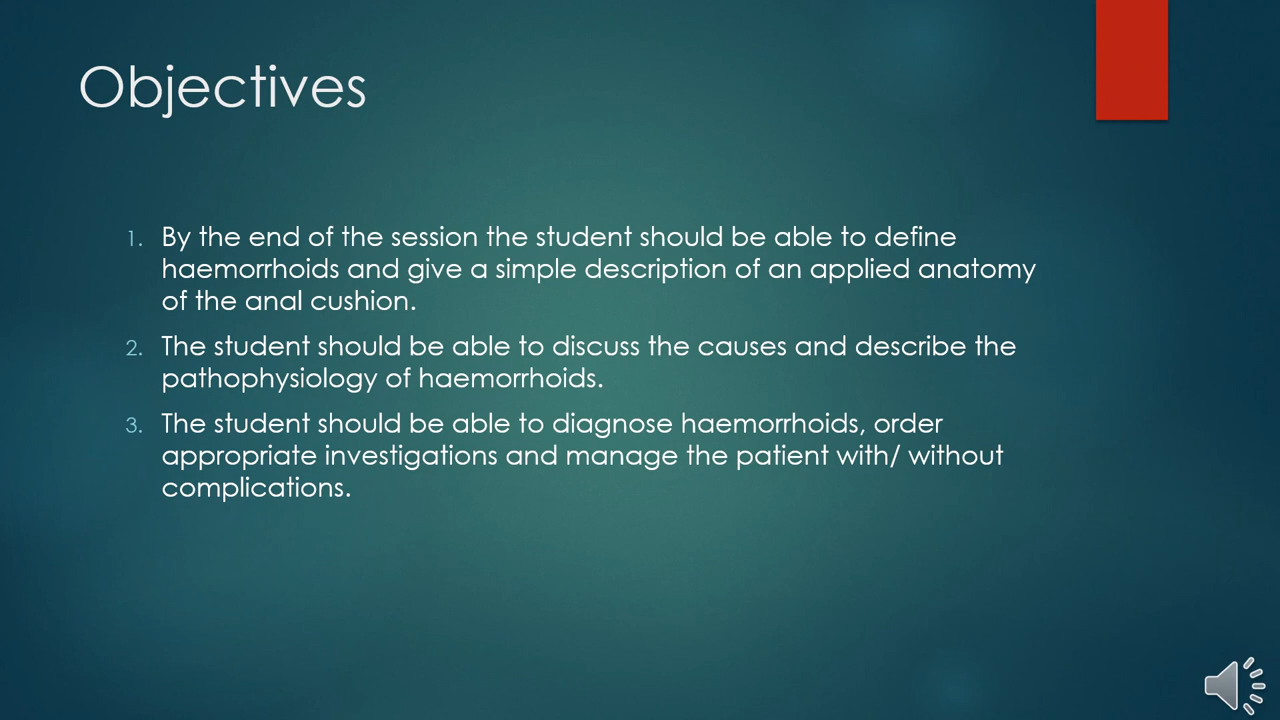 Objectives
1. By the end of the session the student should be able to define
haemorrhoids and give a simple description of an applied anatomy
of the anal cushion.
2. The student should be able to discuss the causes and describe the
pathophysiology of haemorrhoids.
3. The student should be able to diagnose haemorrhoids, order
appropriate investigations and manage the patient with/ without
complications.